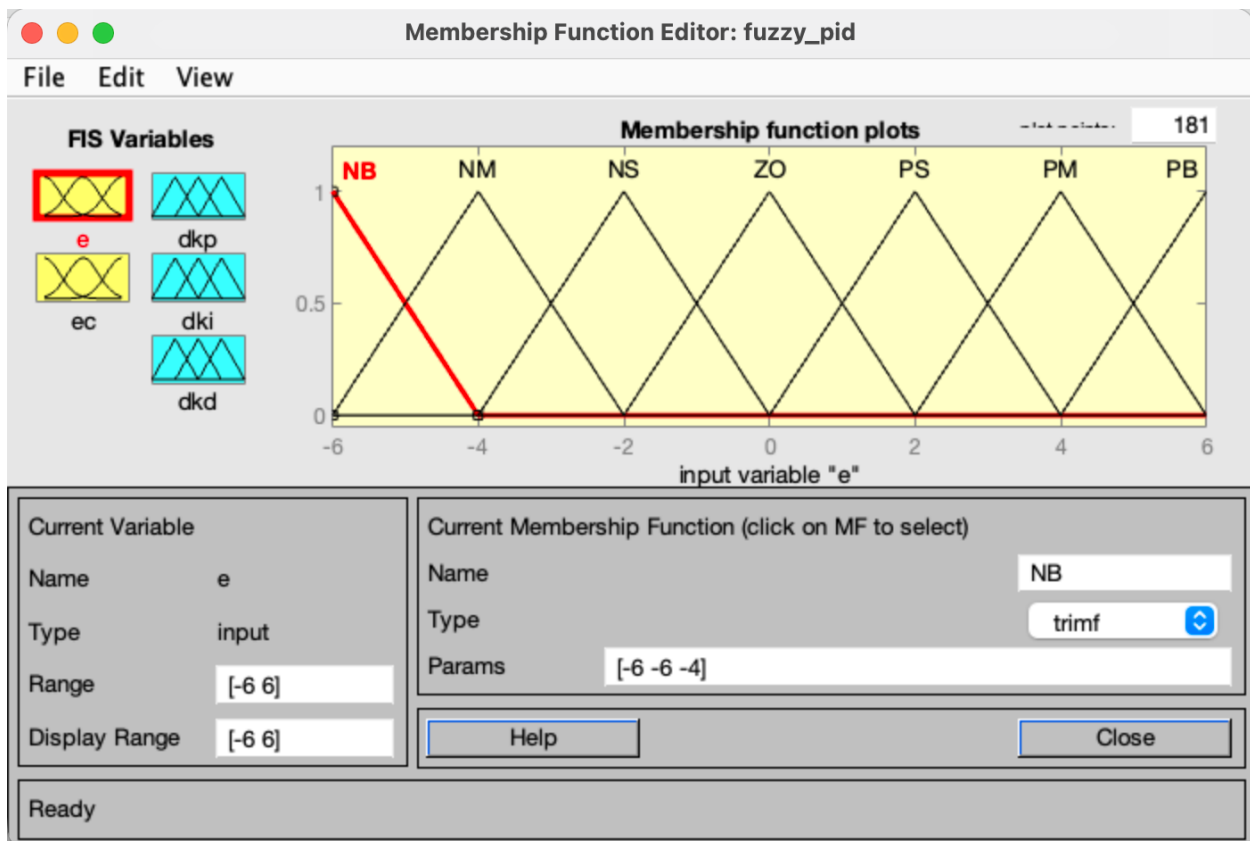 Membership Function Editor: fuzzy_pid
File Edit View
FIS Variables
e
dkp
ec
dki
dkd
Membership function plots
181
NB NM NS ZO PS PM PB
1
0.5
0
-6 -4 -2 0 2 4 6
input variable "e"
Current Variable
Name e
Type input
Range [-6 6]
Display Range [-6 6]
Current Membership Function (click on MF to select)
Name NB
Type trimf
Params [-6 -6 -4]
Help Close
Ready